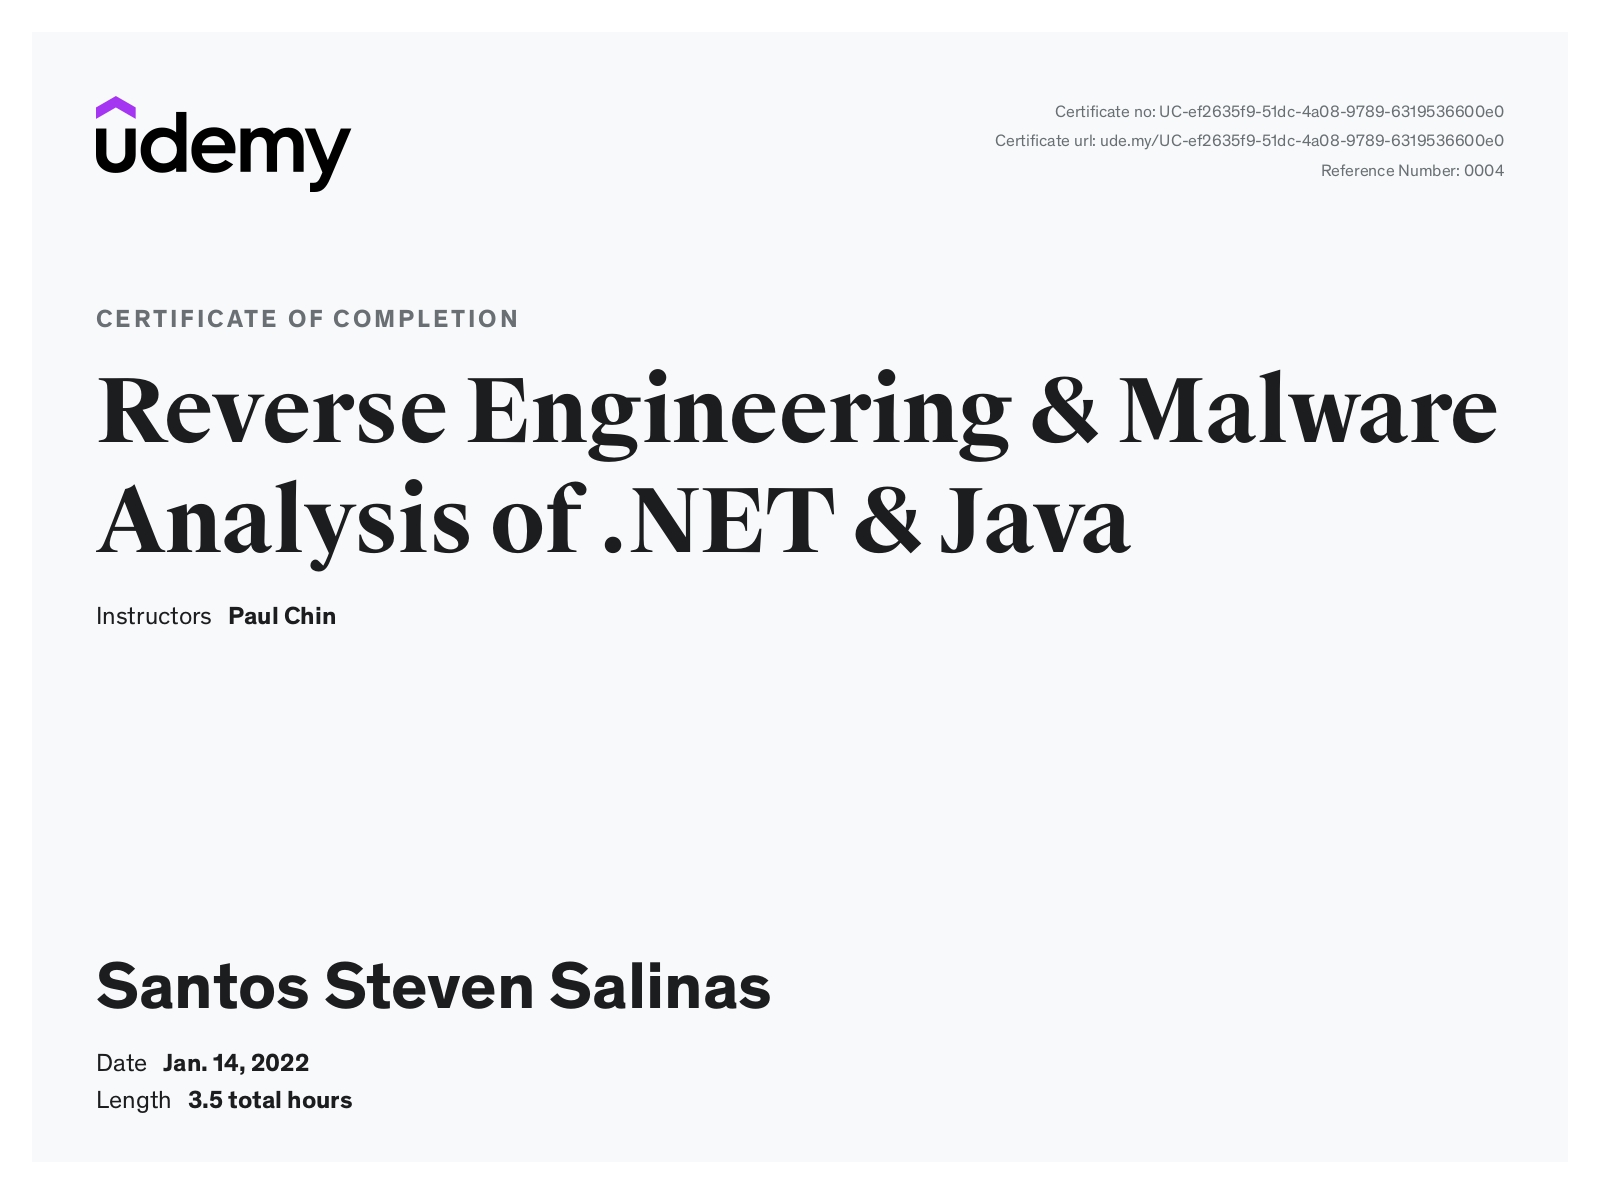 udemy
Certificate no: UC-ef2635f9-51dc-4a08-9789-6319536600e0
Certificate url: ude.my/UC-ef2635f9-51dc-4a08-9789-6319536600e0
Reference Number: 0004
CERTIFICATE OF COMPLETION
Reverse Engineering & Malware
Analysis of .NET & Java
Instructors Paul Chin
Santos Steven Salinas
Date Jan. 14, 2022
Length 3.5 total hours